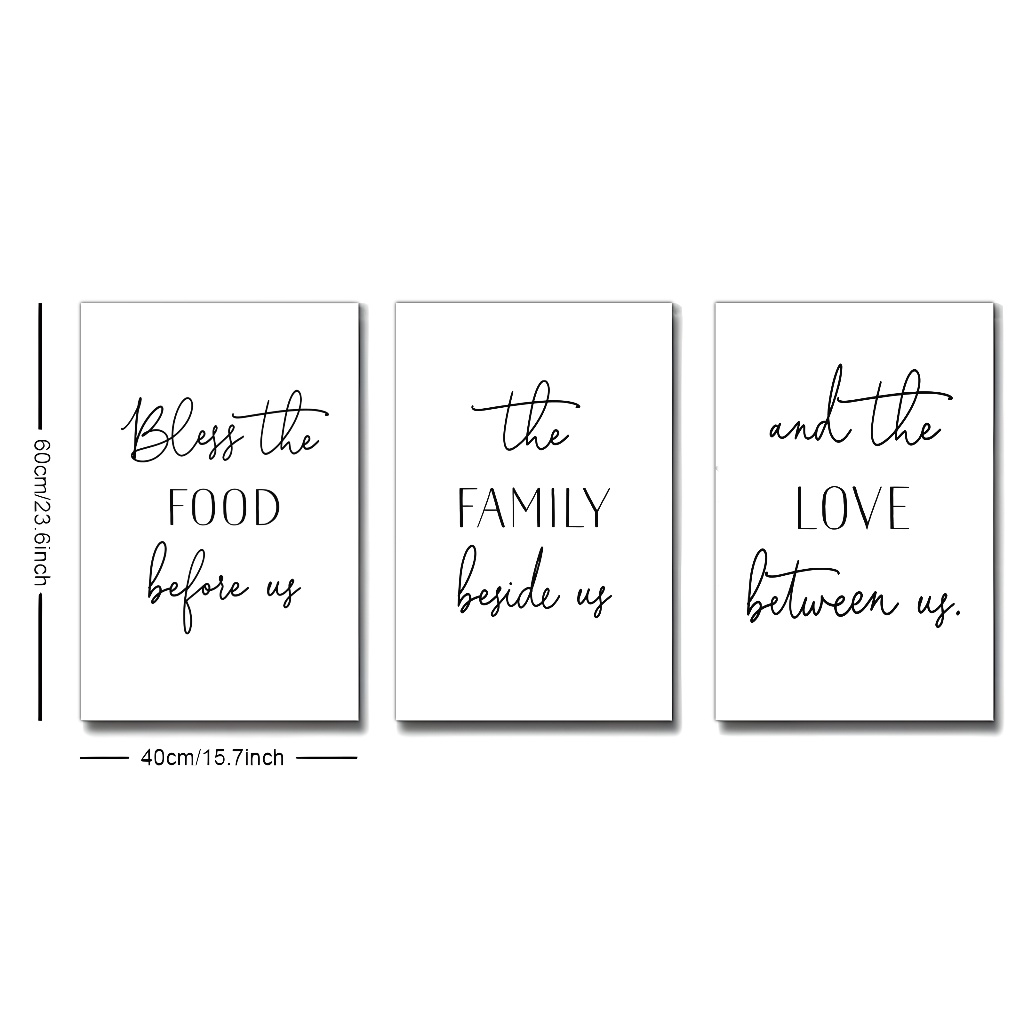 Bless the
FOOD
before us
the
FAMILY
beside us
and the
LOVE
between us.
60cm/23.6inch
40cm/15.7inch